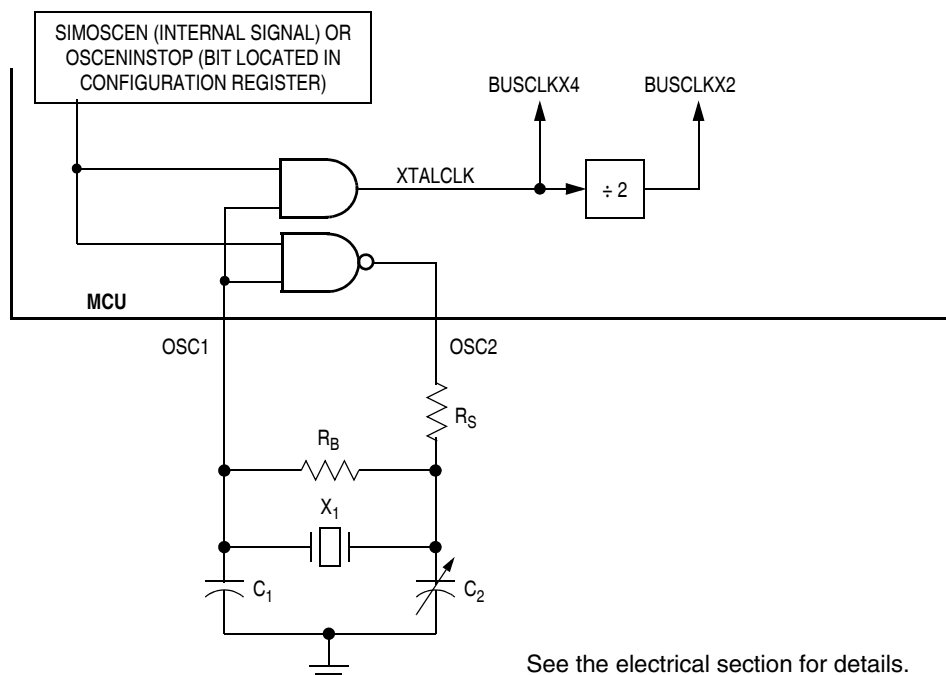 SIMOSCEN (INTERNAL SIGNAL) OR
OSCENINSTOP (BIT LOCATED IN
CONFIGURATION REGISTER)
BUSCLKX4
BUSCLKX2
XTALCLK
÷ 2
MCU
OSC1
OSC2
RS
RB
X1
C1
C2
See the electrical section for details.